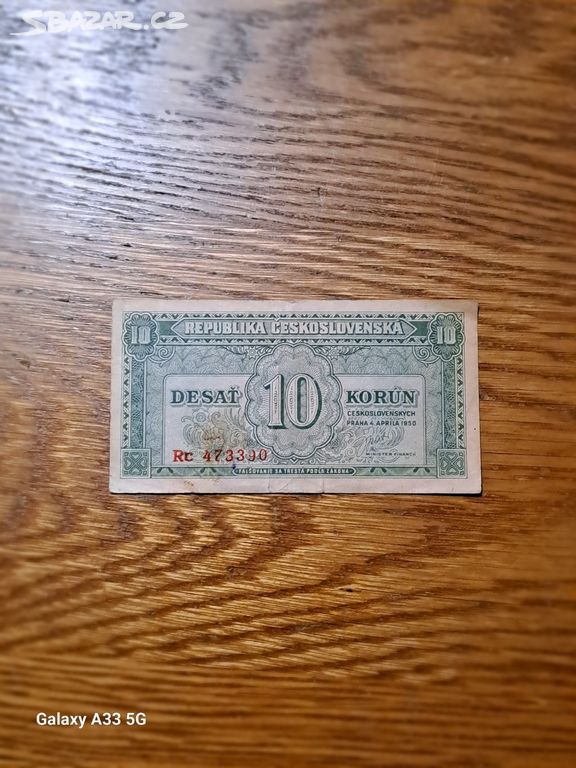 SBAZAR.CZ
10 REPUBLIKA ČESKOSLOVENSKÁ 10
DESAŤ 10 KORÚN
ČESKOSLOVENSKÝCH
PRAHA 4. APRÍLA 1950
MINISTER FINANCIÍ
Rc 473390
FALŠOVANIE SA TRESTÁ PODĽA ZÁKONA
Galaxy A33 5G